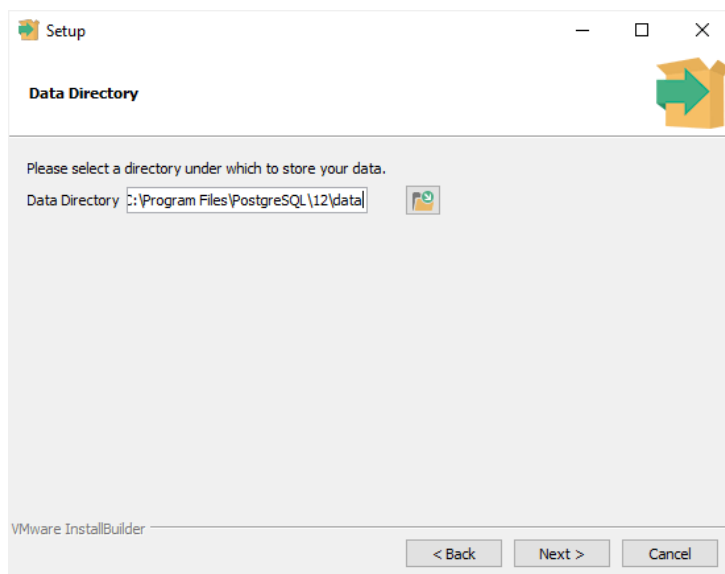 Setup
Data Directory
Please select a directory under which to store your data.
Data Directory C:\Program Files\PostgreSQL\12\data
VMware InstallBuilder
< Back Next > Cancel